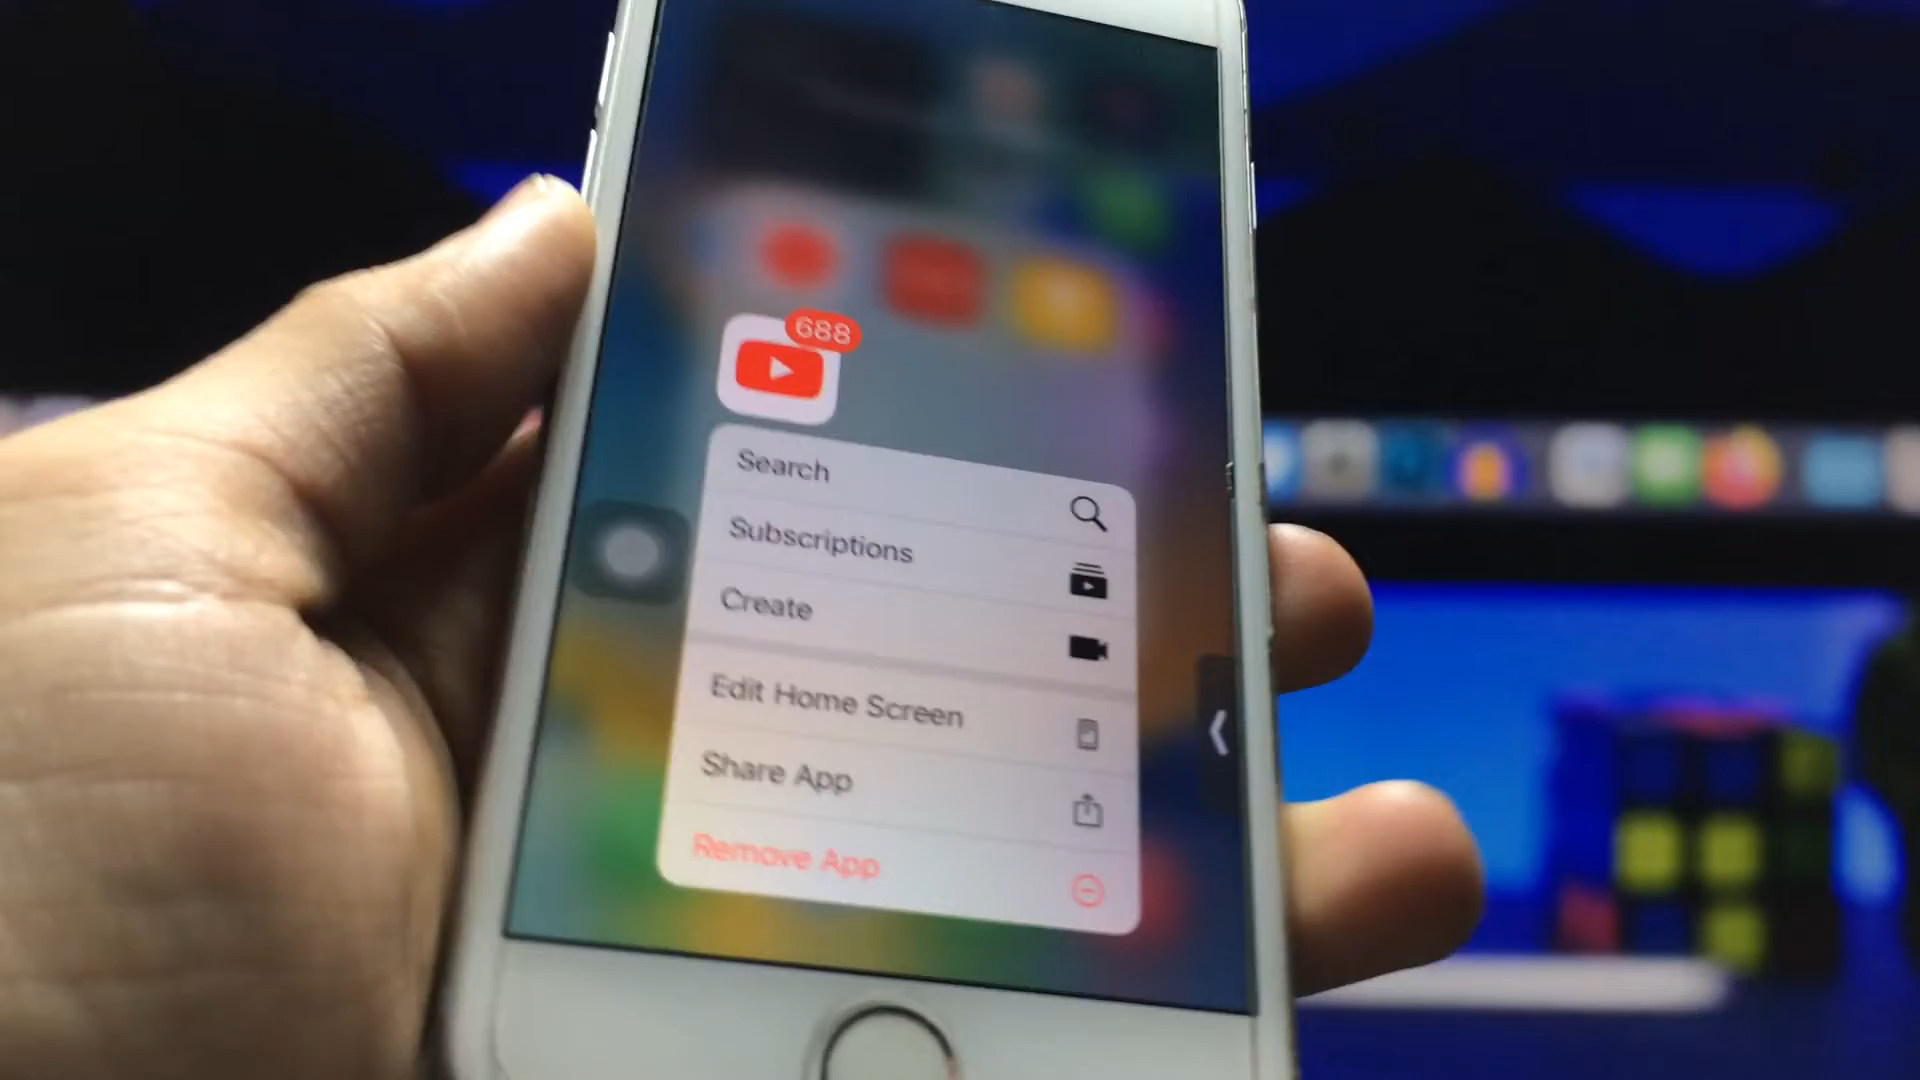 688
Search
Subscriptions
Create
Edit Home Screen
Share App
Remove App